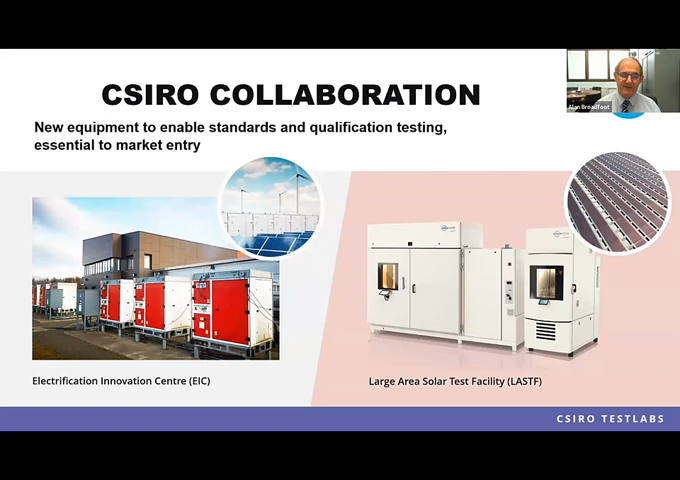 CSIRO COLLABORATION
New equipment to enable standards and qualification testing,
essential to market entry
Alan Broadfoot
Electrification Innovation Centre (EIC)
Large Area Solar Test Facility (LASTF)
CSIRO TESTLABS